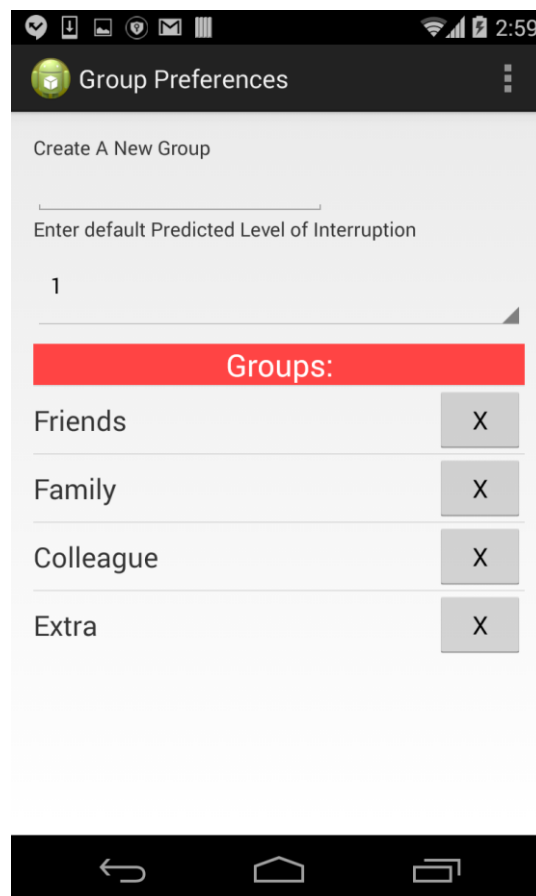 2:59
Group Preferences
Create A New Group
Enter default Predicted Level of Interruption
1
Groups:
Friends
X
Family
X
Colleague
X
Extra
X